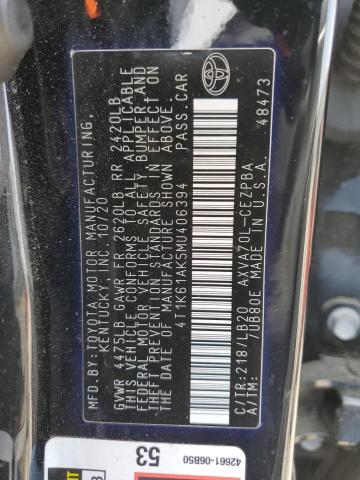 MFD.BY: TOYOTA MOTOR MANUFACTURING,
KENTUCKY, INC. 10/20
GVWR 4475LB GAWR FR 2620LB RR 2420LB
THIS VEHICLE CONFORMS TO ALL APPLICABLE
FEDERAL MOTOR VEHICLE SAFETY, BUMPER AND
THEFT PREVENTION STANDARDS IN EFFECT ON
THE DATE OF MANUFACTURE SHOWN ABOVE.
4T1K61AK5MU406394 PASS. CAR
C/TR:218/LB20 AXVA70L-CEZPBA
A/TM: 7UB80E MADE IN U.S.A.
48473
53
42661-06B50